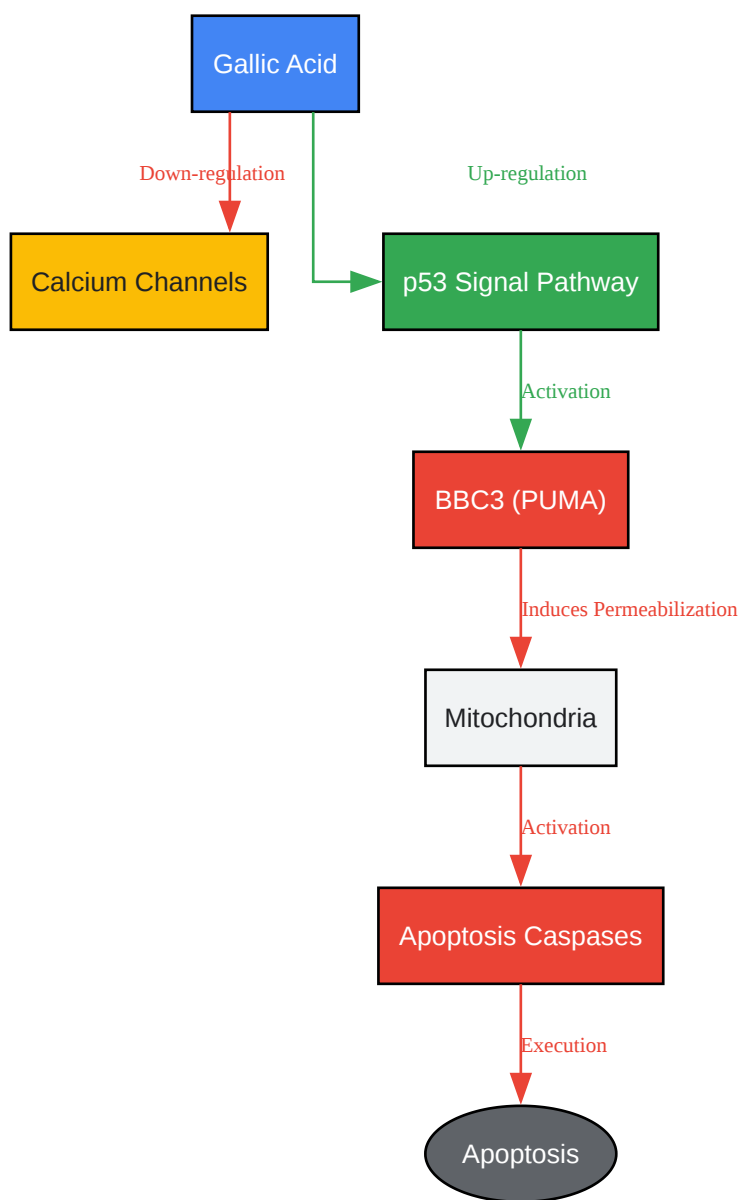 Gallic Acid
Down-regulation
Up-regulation
Calcium Channels
p53 Signal Pathway
Activation
BBC3 (PUMA)
Induces Permeabilization
Mitochondria
Activation
Apoptosis Caspases
Execution
Apoptosis